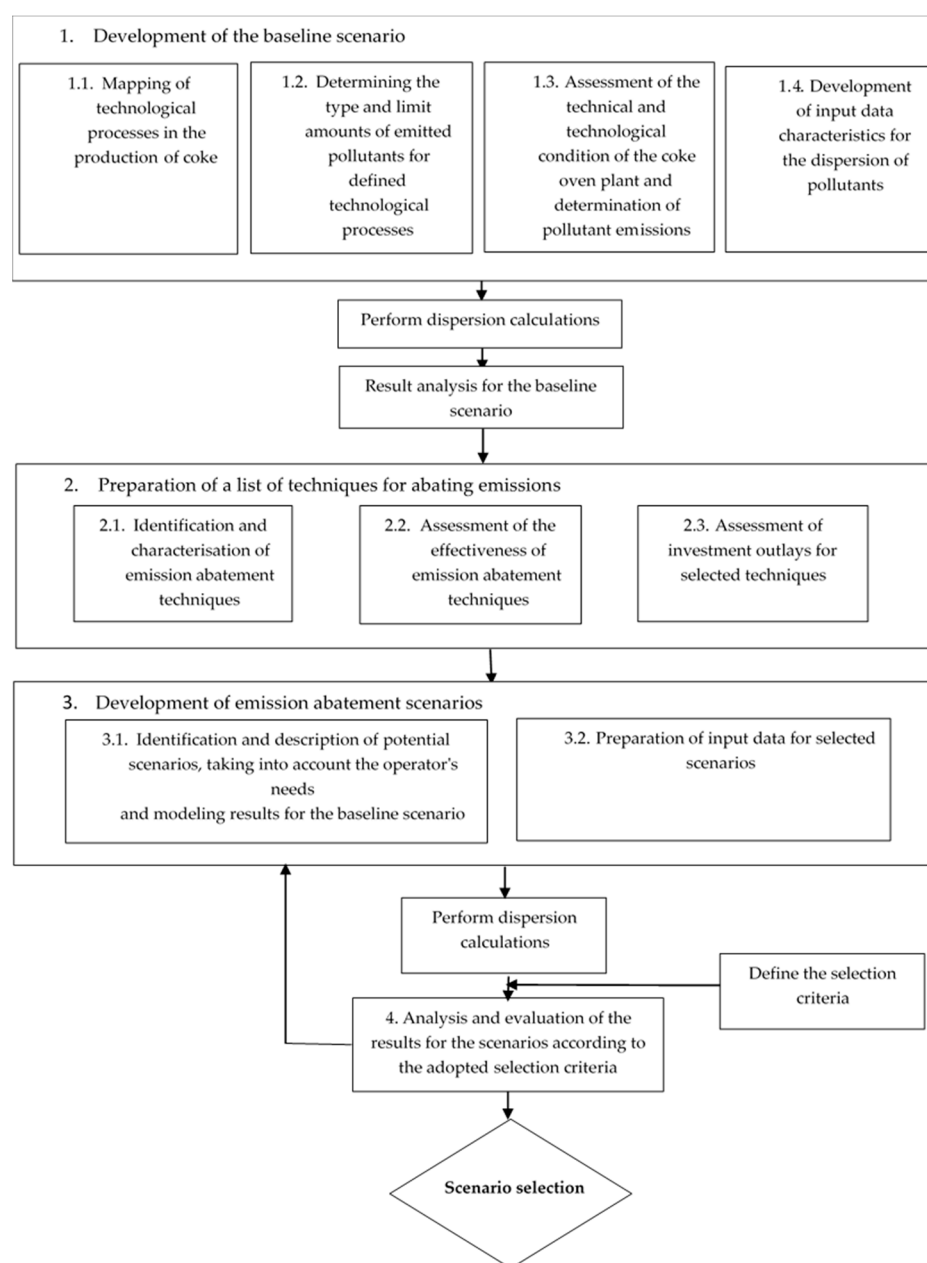 1. Development of the baseline scenario
1.1. Mapping of
technological
processes in the
production of coke
1.2. Determining the
type and limit
amounts of emitted
pollutants for
defined
technological
processes
1.3. Assessment of the
technical and
technological
condition of the coke
oven plant and
determination of
pollutant emissions
1.4. Development
of input data
characteristics for
the dispersion of
pollutants
Perform dispersion calculations
Result analysis for the baseline
scenario
2. Preparation of a list of techniques for abating emissions
2.1. Identification and
characterisation of
emission abatement
techniques
2.2. Assessment of the
effectiveness of
emission abatement
techniques
2.3. Assessment of
investment outlays for
selected techniques
3. Development of emission abatement scenarios
3.1. Identification and description of potential
scenarios, taking into account the operator's
needs
and modeling results for the baseline scenario
3.2. Preparation of input data for selected
scenarios
Perform dispersion
calculations
Define the selection
criteria
4. Analysis and evaluation of the
results for the scenarios according to
the adopted selection criteria
Scenario selection